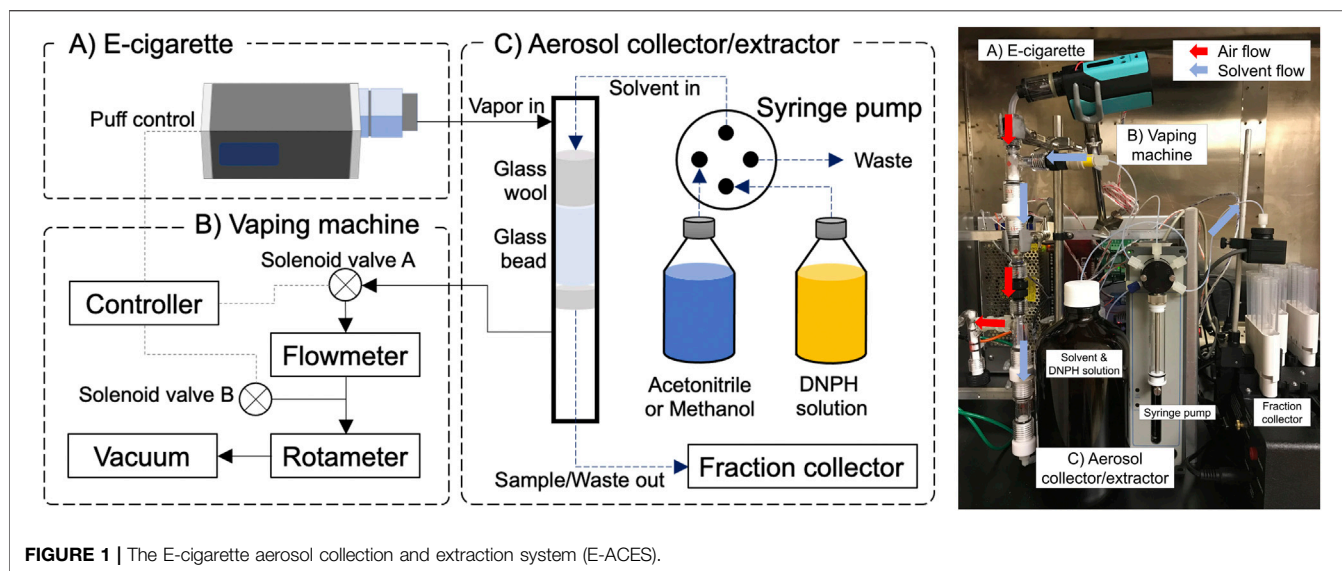 A) E-cigarette
Puff control
B) Vaping machine
Solenoid valve A
Controller
Flowmeter
Solenoid valve B
Vacuum
Rotameter
C) Aerosol collector/extractor
Vapor in
Solvent in
Syringe pump
Waste
Glass
wool
Glass
bead
Acetonitrile
or Methanol
DNPH
solution
Sample/Waste out
Fraction collector
A) E-cigarette
Air flow
Solvent flow
B) Vaping
machine
Solvent &
DNPH solution
Syringe pump
Fraction
collector
C) Aerosol
collector/extractor
FIGURE 1 | The E-cigarette aerosol collection and extraction system (E-ACES).